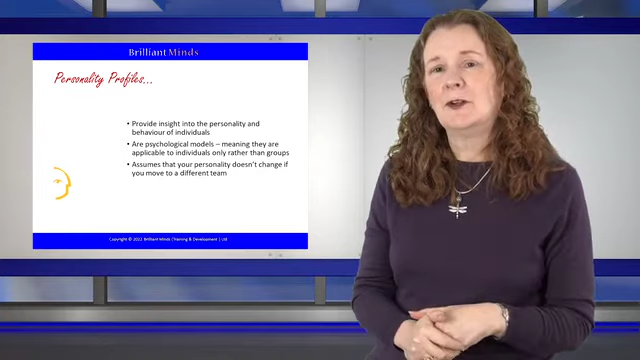 Brilliant Minds
Personality Profiles...
• Provide insight into the personality and
behaviour of individuals
• Are psychological models – meaning they are
applicable to individuals only rather than groups
• Assumes that your personality doesn't change if
you move to a different team
Copyright © 2022 Brilliant Minds (Training & Development) Ltd